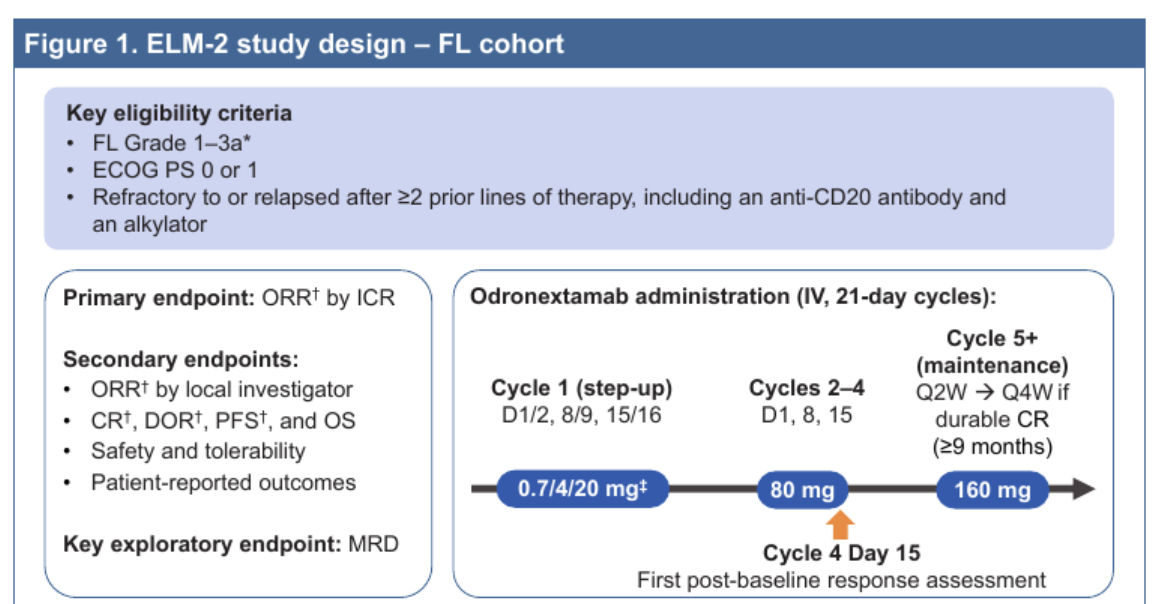 Figure 1. ELM-2 study design – FL cohort
Key eligibility criteria
• FL Grade 1–3a*
• ECOG PS 0 or 1
• Refractory to or relapsed after ≥2 prior lines of therapy, including an anti-CD20 antibody and
an alkylator
Primary endpoint: ORR† by ICR
Secondary endpoints:
• ORR† by local investigator
• CR†, DOR†, PFS†, and OS
• Safety and tolerability
• Patient-reported outcomes
Key exploratory endpoint: MRD
Odronextamab administration (IV, 21-day cycles):
Cycle 1 (step-up)
D1/2, 8/9, 15/16
0.7/4/20 mg‡
Cycles 2–4
D1, 8, 15
80 mg
Cycle 5+
(maintenance)
Q2W → Q4W if
durable CR
(≥9 months)
160 mg
Cycle 4 Day 15
First post-baseline response assessment